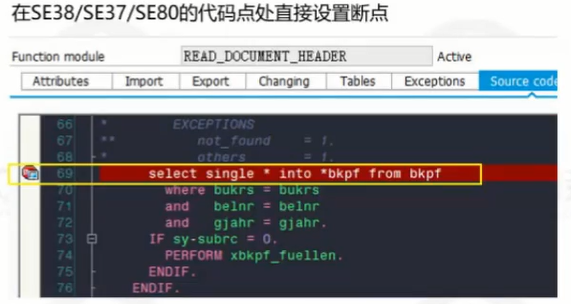 在SE38/SE37/SE80的代码点处直接设置断点
Function module READ_DOCUMENT_HEADER Active
Attributes Import Export Changing Tables Exceptions Source code
66 * EXCEPTIONS
67 ** not_found = 1.
68 * others = 1.
69 select single * into *bkpf from bkpf
70 where bukrs = bukrs
71 and belnr = belnr
72 and gjahr = gjahr.
73 IF sy-subrc = 0.
74 PERFORM xbkpf_fuellen.
75 ENDIF.
76 ENDIF.